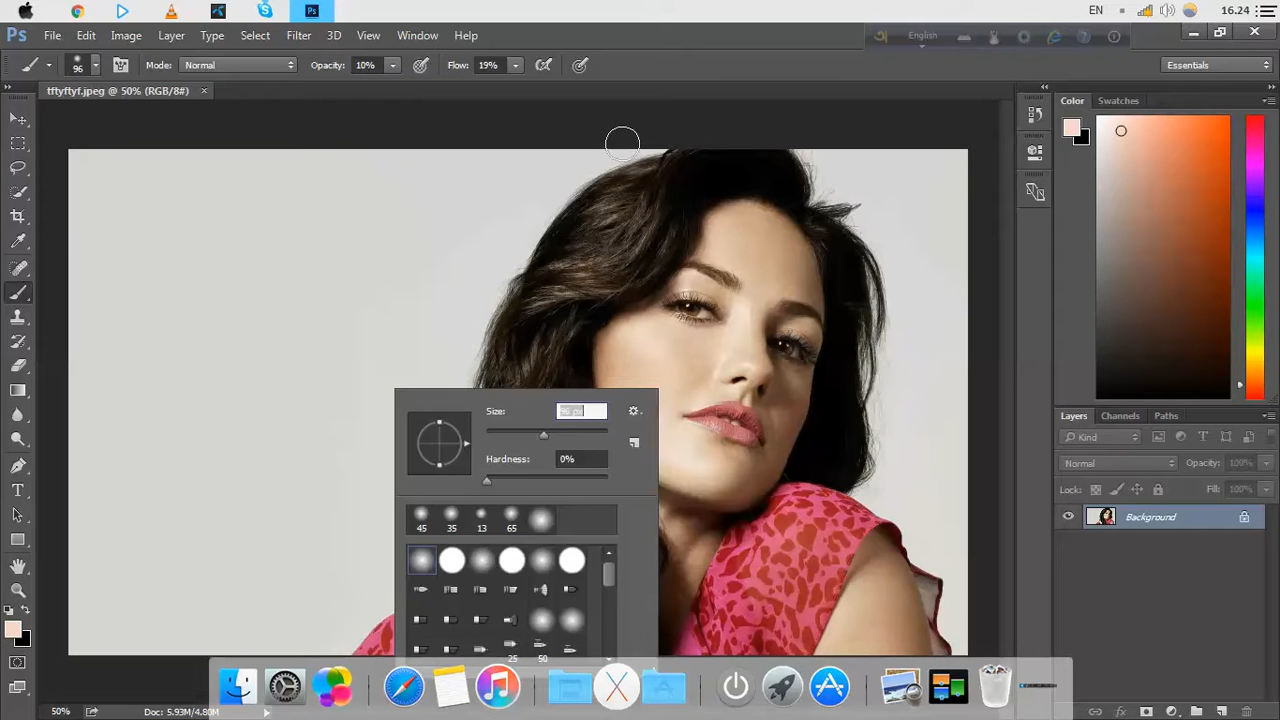 EN 16.24
Ps
Ps File Edit Image Layer Type Select Filter 3D View Window Help
English
96 Mode: Normal Opacity: 10% Flow: 19% Essentials
tftyftyf.jpeg @ 50% (RGB/8#) ×
Color Swatches
Size: 96 px
Hardness: 0%
45 35 13 65
25 50
Layers Channels Paths
Kind
Normal Opacity: 100%
Lock: Fill: 100%
Background
50% Doc: 5.93M/4.80M